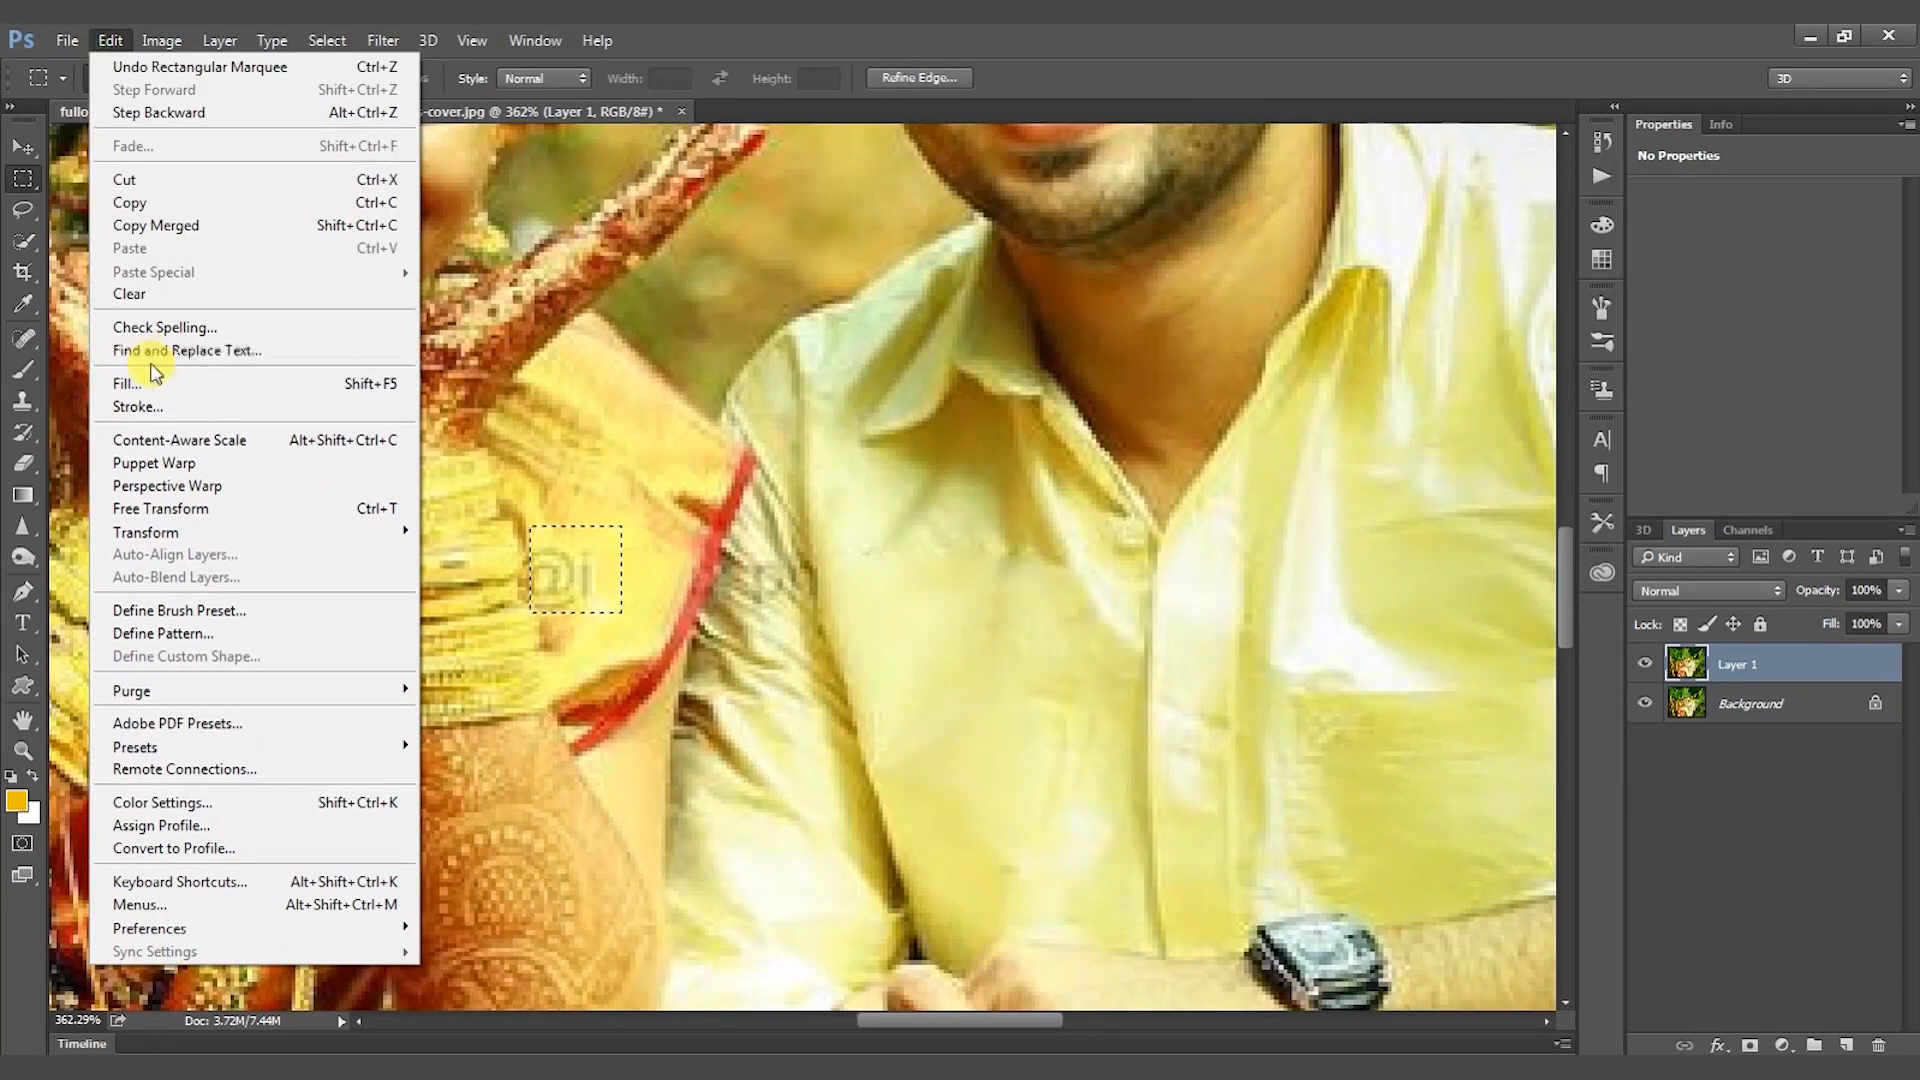 Ps File Edit Image Layer Type Select Filter 3D View Window Help
Style: Normal Width: Height: Refine Edge... 3D
fullo
-cover.jpg @ 362% (Layer 1, RGB/8#) *
Undo Rectangular Marquee Ctrl+Z
Step Forward Shift+Ctrl+Z
Step Backward Alt+Ctrl+Z
Fade... Shift+Ctrl+F
Cut Ctrl+X
Copy Ctrl+C
Copy Merged Shift+Ctrl+C
Paste Ctrl+V
Paste Special
Clear
Check Spelling...
Find and Replace Text...
Fill... Shift+F5
Stroke...
Content-Aware Scale Alt+Shift+Ctrl+C
Puppet Warp
Perspective Warp
Free Transform Ctrl+T
Transform
Auto-Align Layers...
Auto-Blend Layers...
Define Brush Preset...
Define Pattern...
Define Custom Shape...
Purge
Adobe PDF Presets...
Presets
Remote Connections...
Color Settings... Shift+Ctrl+K
Assign Profile...
Convert to Profile...
Keyboard Shortcuts... Alt+Shift+Ctrl+K
Menus... Alt+Shift+Ctrl+M
Preferences
Sync Settings
@i
Properties Info
No Properties
3D Layers Channels
Kind
Normal Opacity: 100%
Lock: Fill: 100%
Layer 1
Background
362.29% Doc: 3.72M/7.44M
Timeline